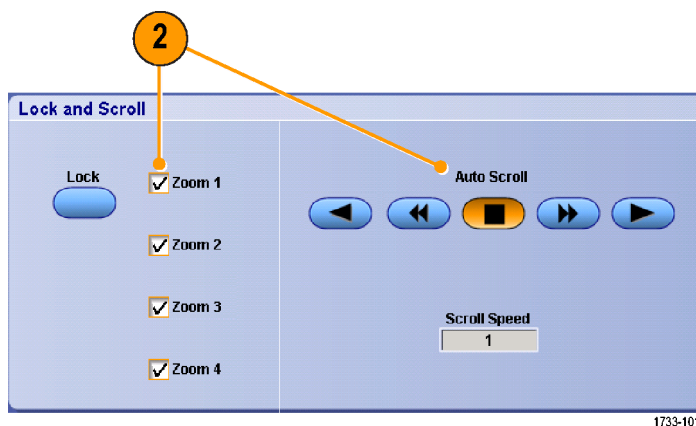 2
Lock and Scroll
Lock
Zoom 1
Zoom 2
Zoom 3
Zoom 4
Auto Scroll
Scroll Speed
1
1733-101